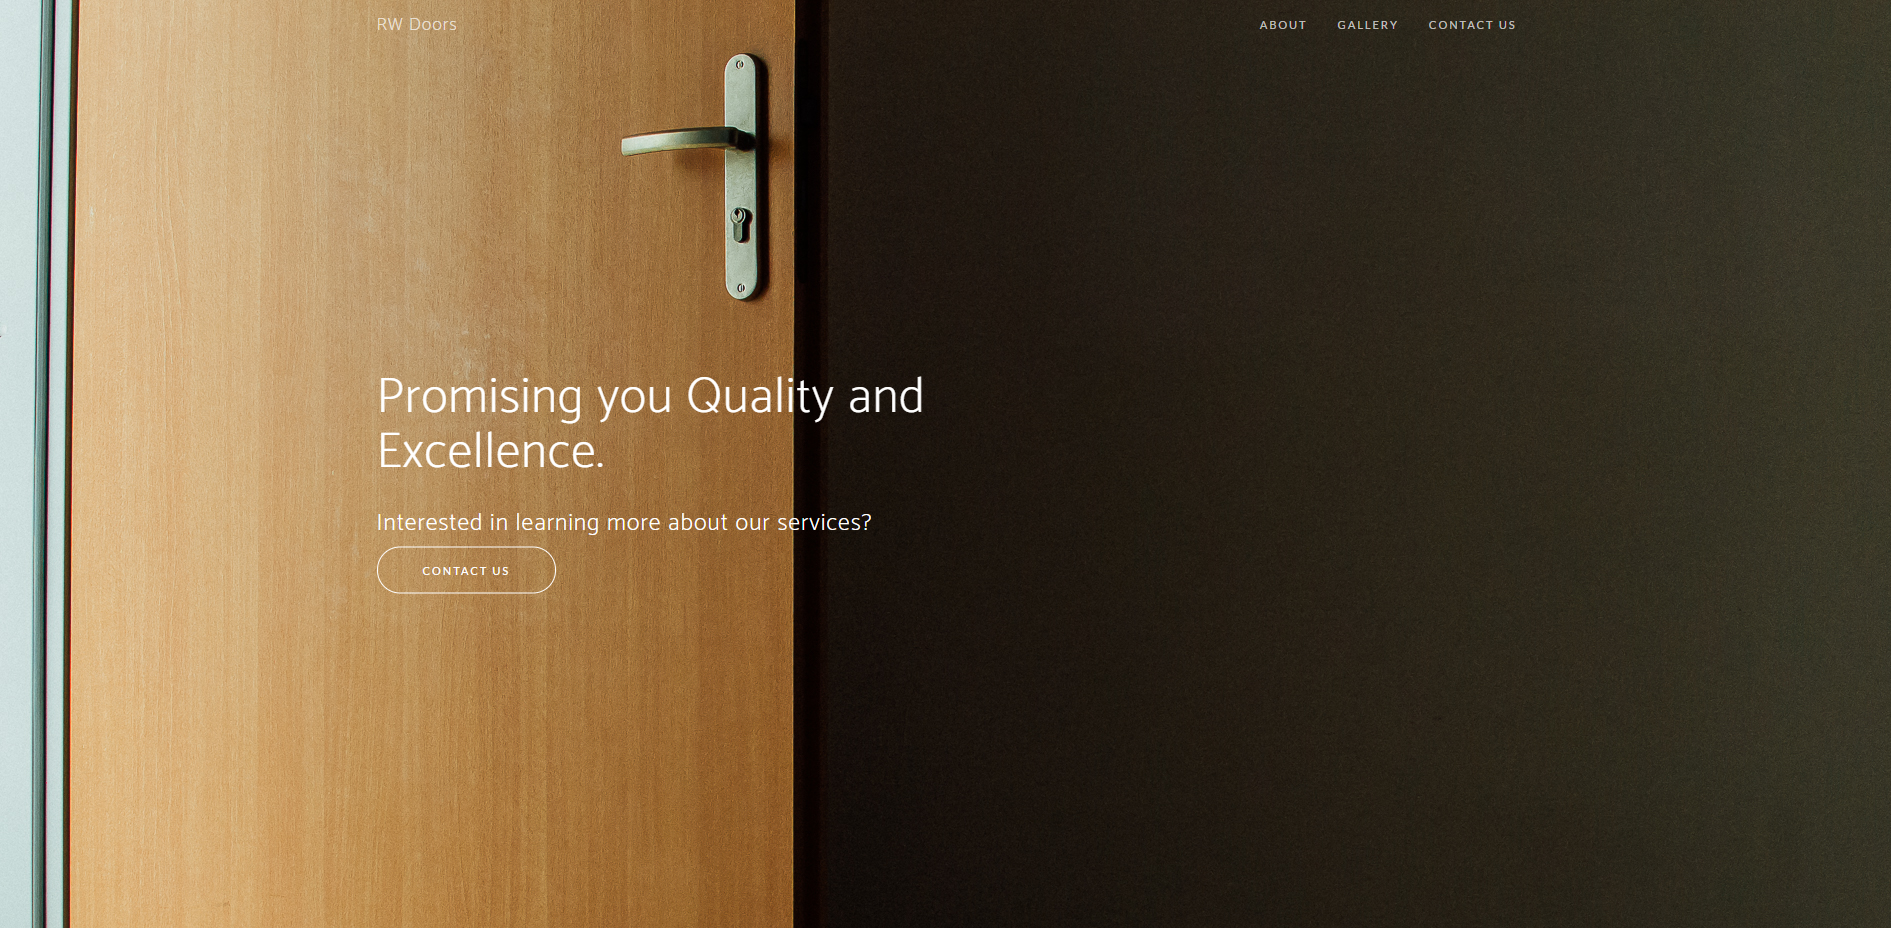 RW Doors
ABOUT GALLERY CONTACT US
Promising you Quality and
Excellence.
Interested in learning more about our services?
CONTACT US